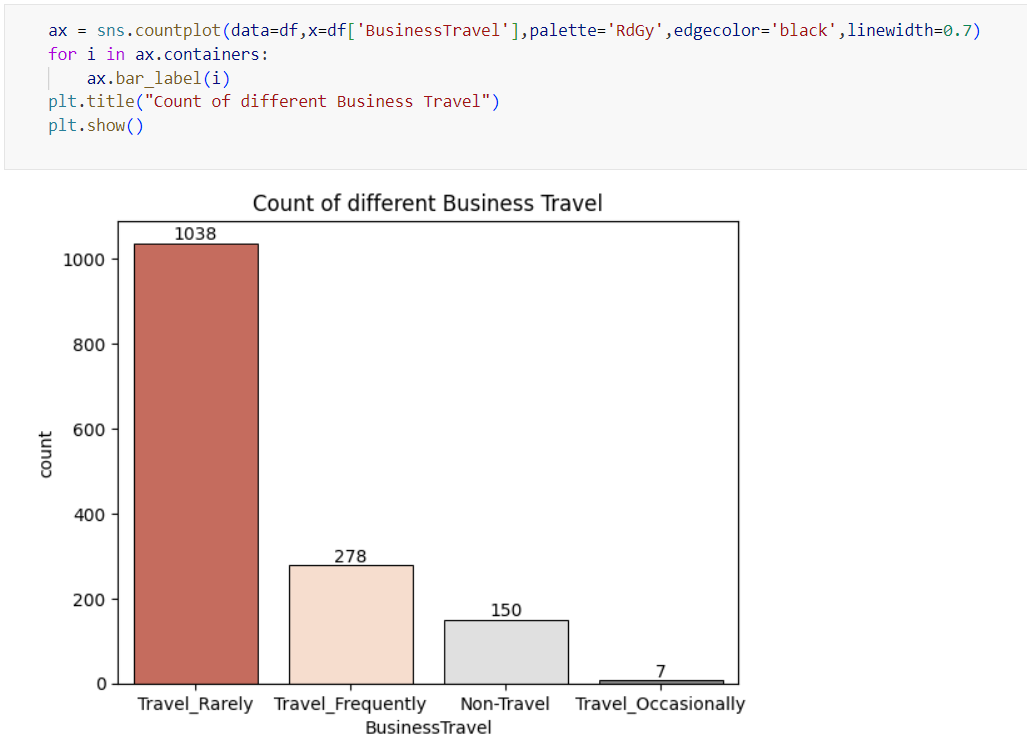 ax = sns.countplot(data=df,x=df['BusinessTravel'],palette='RdGy',edgecolor='black',linewidth=0.7)
for i in ax.containers:
    ax.bar_label(i)
plt.title("Count of different Business Travel")
plt.show()
Count of different Business Travel
1038
1000
800
600
278
400
150
200
7
0
count
Travel_Rarely Travel_Frequently Non-Travel Travel_Occasionally
BusinessTravel